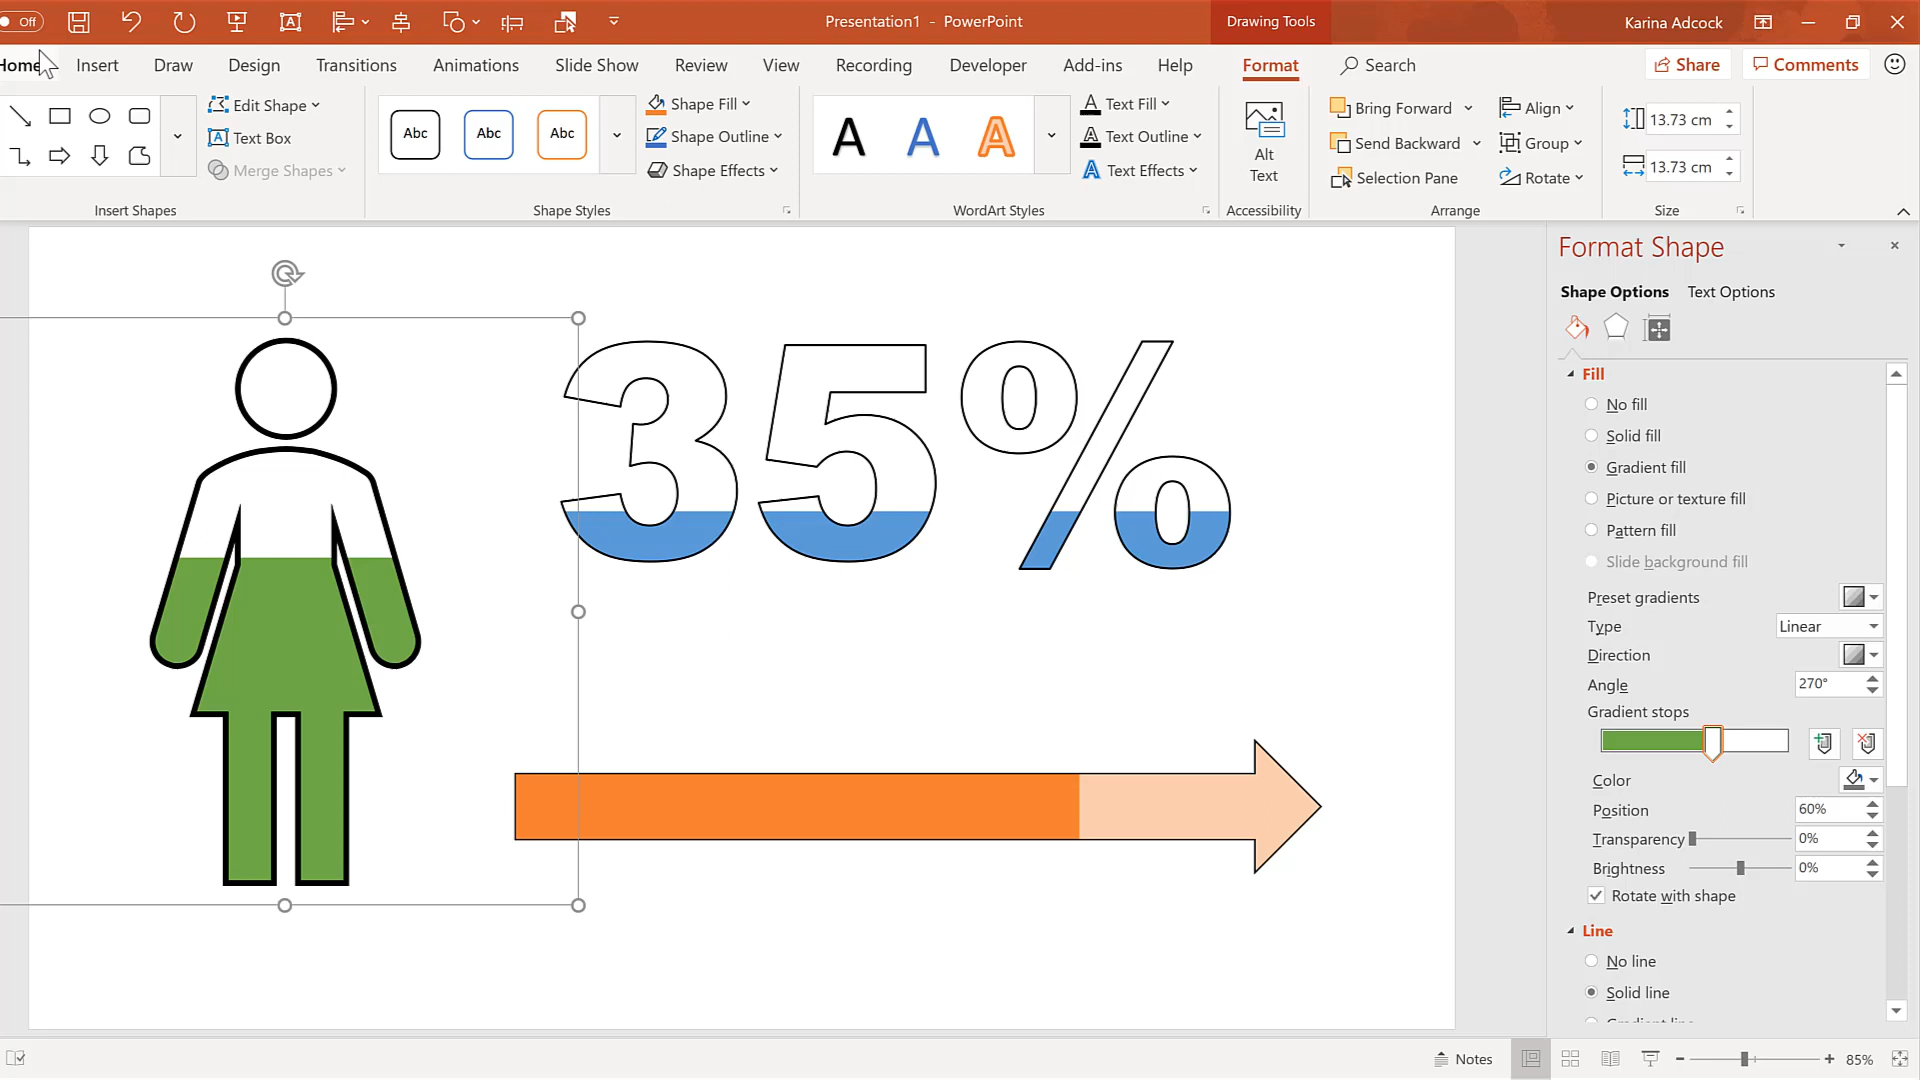 Off
Presentation1 - PowerPoint
Drawing Tools
Karina Adcock
Home
Insert
Draw
Design
Transitions
Animations
Slide Show
Review
View
Recording
Developer
Add-ins
Help
Format
Search
Share
Comments
Edit Shape
Text Box
Merge Shapes
Insert Shapes
Abc
Abc
Abc
Shape Fill
Shape Outline
Shape Effects
Shape Styles
A
A
A
Text Fill
Text Outline
Text Effects
WordArt Styles
Alt
Text
Accessibility
Bring Forward
Send Backward
Selection Pane
Align
Group
Rotate
Arrange
13.73 cm
13.73 cm
Size
35%
Format Shape
Shape Options
Text Options
Fill
No fill
Solid fill
Gradient fill
Picture or texture fill
Pattern fill
Slide background fill
Preset gradients
Type
Linear
Direction
Angle
270°
Gradient stops
Color
Position
60%
Transparency
0%
Brightness
0%
Rotate with shape
Line
No line
Solid line
Notes
85%